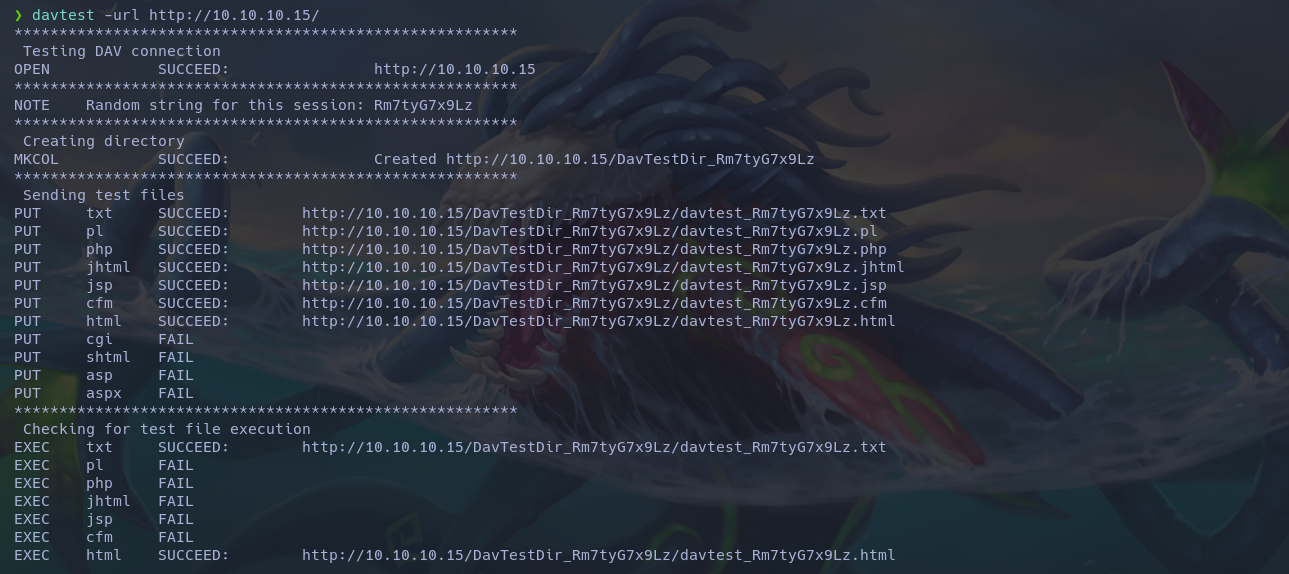 ❯ davtest -url http://10.10.10.15/
********************************************************
 Testing DAV connection
OPEN            SUCCEED:                http://10.10.10.15
********************************************************
NOTE    Random string for this session: Rm7tyG7x9Lz
********************************************************
 Creating directory
MKCOL           SUCCEED:                Created http://10.10.10.15/DavTestDir_Rm7tyG7x9Lz
********************************************************
 Sending test files
PUT     txt     SUCCEED:        http://10.10.10.15/DavTestDir_Rm7tyG7x9Lz/davtest_Rm7tyG7x9Lz.txt
PUT     pl      SUCCEED:        http://10.10.10.15/DavTestDir_Rm7tyG7x9Lz/davtest_Rm7tyG7x9Lz.pl
PUT     php     SUCCEED:        http://10.10.10.15/DavTestDir_Rm7tyG7x9Lz/davtest_Rm7tyG7x9Lz.php
PUT     jhtml   SUCCEED:        http://10.10.10.15/DavTestDir_Rm7tyG7x9Lz/davtest_Rm7tyG7x9Lz.jhtml
PUT     jsp     SUCCEED:        http://10.10.10.15/DavTestDir_Rm7tyG7x9Lz/davtest_Rm7tyG7x9Lz.jsp
PUT     cfm     SUCCEED:        http://10.10.10.15/DavTestDir_Rm7tyG7x9Lz/davtest_Rm7tyG7x9Lz.cfm
PUT     html    SUCCEED:        http://10.10.10.15/DavTestDir_Rm7tyG7x9Lz/davtest_Rm7tyG7x9Lz.html
PUT     cgi     FAIL
PUT     shtml   FAIL
PUT     asp     FAIL
PUT     aspx    FAIL
********************************************************
 Checking for test file execution
EXEC    txt     SUCCEED:        http://10.10.10.15/DavTestDir_Rm7tyG7x9Lz/davtest_Rm7tyG7x9Lz.txt
EXEC    pl      FAIL
EXEC    php     FAIL
EXEC    jhtml   FAIL
EXEC    jsp     FAIL
EXEC    cfm     FAIL
EXEC    html    SUCCEED:        http://10.10.10.15/DavTestDir_Rm7tyG7x9Lz/davtest_Rm7tyG7x9Lz.html